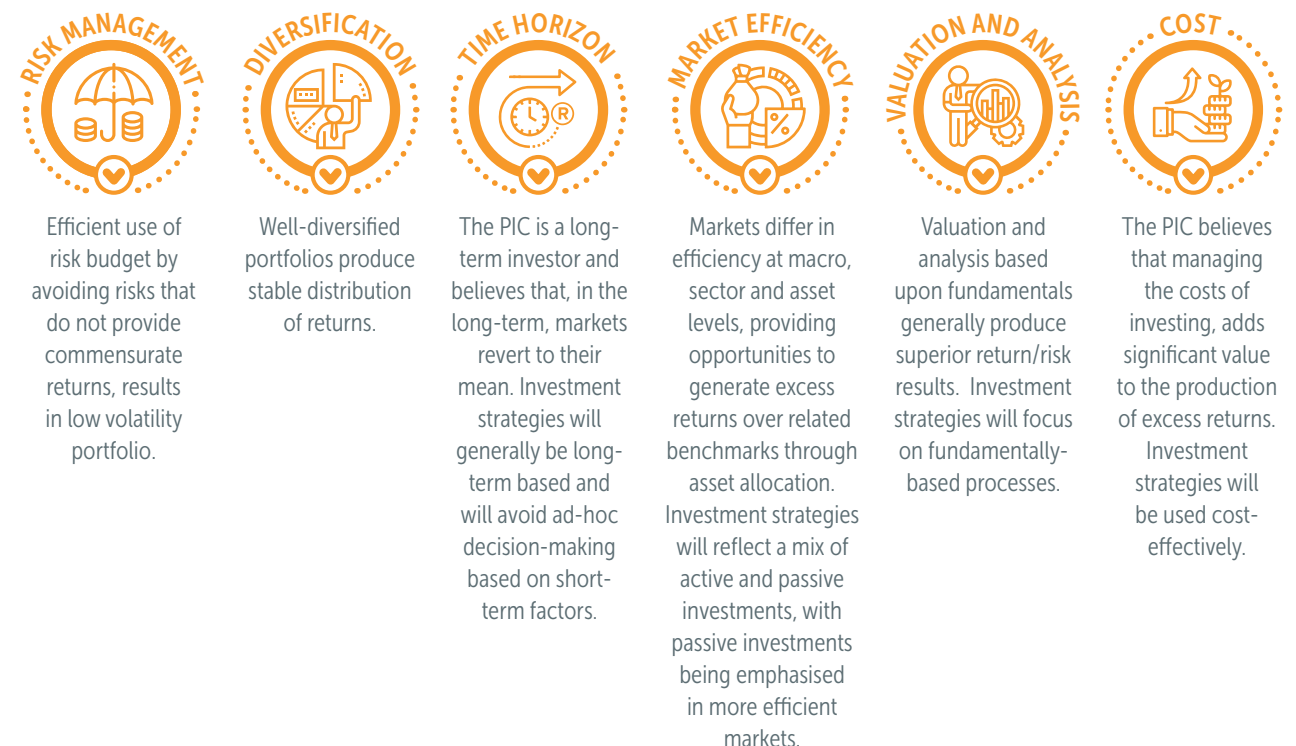 RISK MANAGEMENT
Efficient use of
risk budget by
avoiding risks that
do not provide
commensurate
returns, results
in low volatility
portfolio.
DIVERSIFICATION
Well-diversified
portfolios produce
stable distribution
of returns.
TIME HORIZON
®
The PIC is a long-
term investor and
believes that, in the
long-term, markets
revert to their
mean. Investment
strategies will
generally be long-
term based and
will avoid ad-hoc
decision-making
based on short-
term factors.
MARKET EFFICIENCY
%
Markets differ in
efficiency at macro,
sector and asset
levels, providing
opportunities to
generate excess
returns over related
benchmarks through
asset allocation.
Investment strategies
will reflect a mix of
active and passive
investments, with
passive investments
being emphasised
in more efficient
markets.
VALUATION AND ANALYSIS
Valuation and
analysis based
upon fundamentals
generally produce
superior return/risk
results.  Investment
strategies will focus
on fundamentally-
based processes.
COST
The PIC believes
that managing
the costs of
investing, adds
significant value
to the production
of excess returns.
Investment
strategies will
be used cost-
effectively.